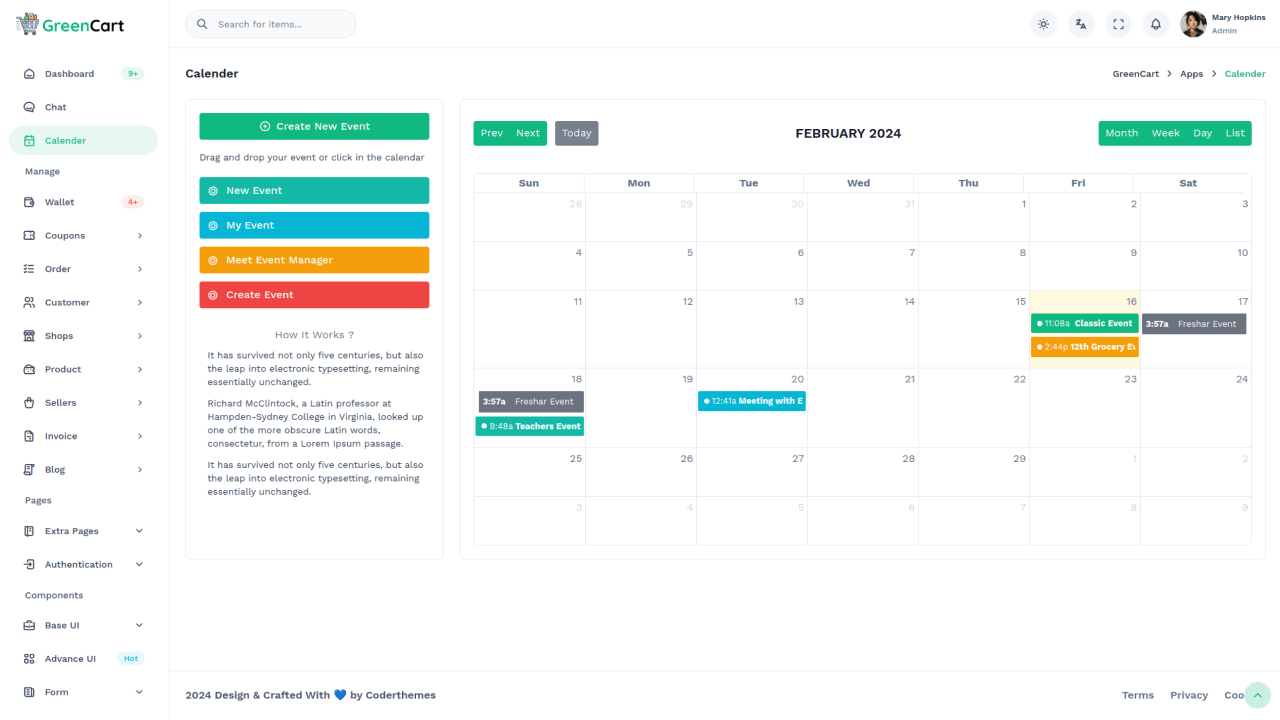 GreenCart
Search for items...
Mary Hopkins
Admin
Dashboard 9+
Chat
Calender
Manage
Wallet 4+
Coupons
Order
Customer
Shops
Product
Sellers
Invoice
Blog
Pages
Extra Pages
Authentication
Components
Base UI
Advance UI Hot
Form
Calender
GreenCart > Apps > Calender
Create New Event
Drag and drop your event or click in the calendar
New Event
My Event
Meet Event Manager
Create Event
How It Works ?
It has survived not only five centuries, but also
the leap into electronic typesetting, remaining
essentially unchanged.
Richard McClintock, a Latin professor at
Hampden-Sydney College in Virginia, looked up
one of the more obscure Latin words,
consectetur, from a Lorem Ipsum passage.
It has survived not only five centuries, but also
the leap into electronic typesetting, remaining
essentially unchanged.
Prev Next Today
FEBRUARY 2024
Month Week Day List
Sun Mon Tue Wed Thu Fri Sat
28 29 30 31 1 2 3
4 5 6 7 8 9 10
11 12 13 14 15 16 17
11:08a Classic Event 3:57a Freshar Event
2:44p 12th Grocery
18 19 20 21 22 23 24
3:57a Freshar Event 12:41a Meeting with E
9:48a Teachers Event
25 26 27 28 29 1 2
3 4 5 6 7 8 9
2024 Design & Crafted With 💙 by Coderthemes
Terms Privacy Coo